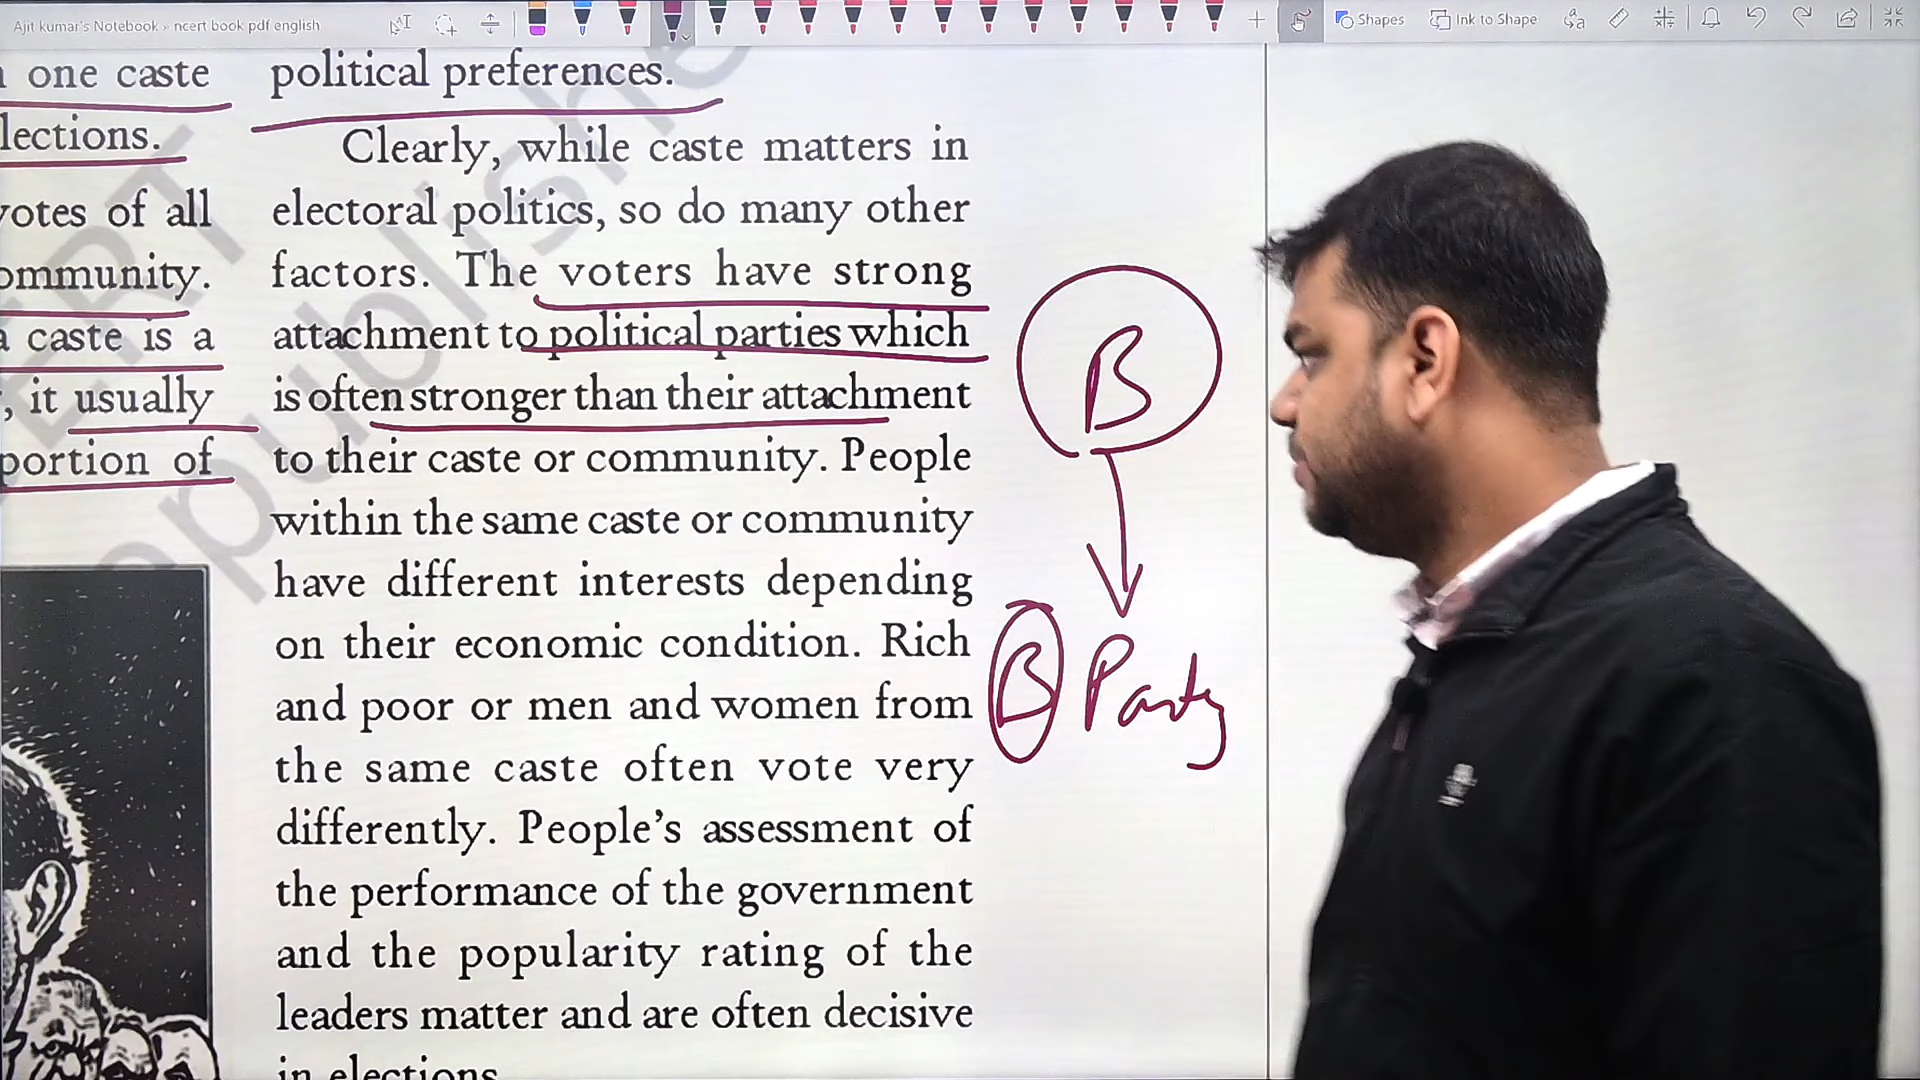 Ajit kumar's Notebook » ncert book pdf english
Shapes
Ink to Shape
one caste
lections.
votes of all
ommunity.
a caste is a
, it usually
portion of
political preferences.
Clearly, while caste matters in
electoral politics, so do many other
factors. The voters have strong
attachment to political parties which
is often stronger than their attachment
to their caste or community. People
within the same caste or community
have different interests depending
on their economic condition. Rich
and poor or men and women from
the same caste often vote very
differently. People's assessment of
the performance of the government
and the popularity rating of the
leaders matter and are often decisive
in elections
B
B Party